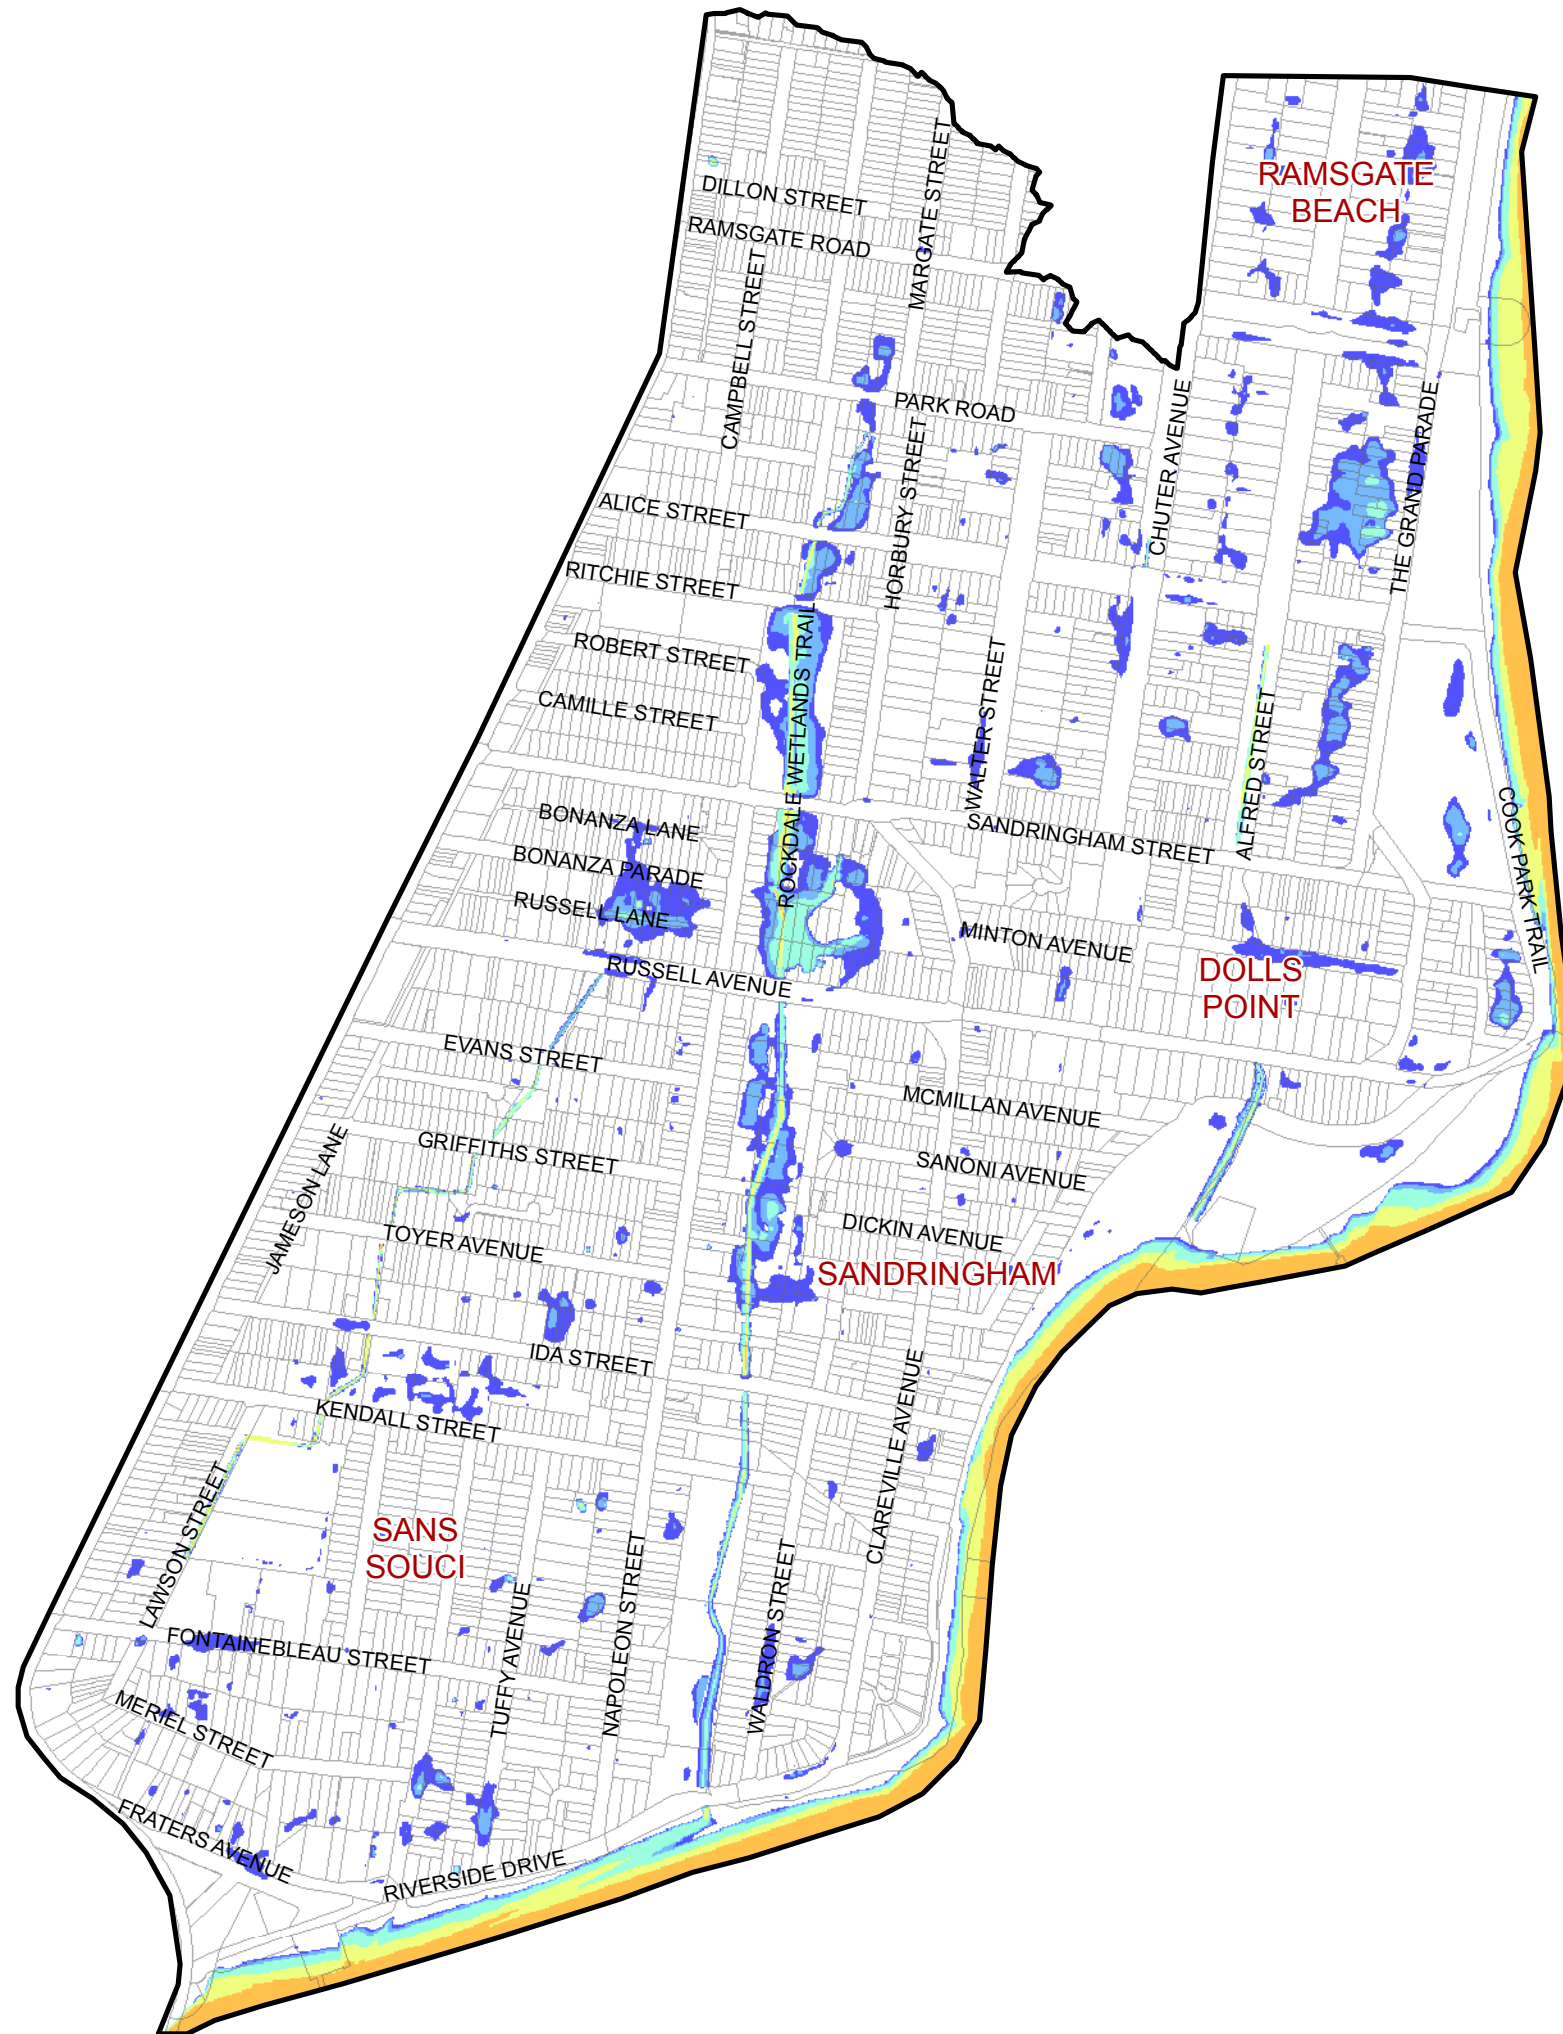 RAMSGATE
BEACH
DILLON STREET
RAMSGATE ROAD
MARGATE STREET
CAMPBELL STREET
PARK ROAD
CHUTER AVENUE
THE GRAND PARADE
HORBURY STREET
ALICE STREET
RITCHIE STREET
ROBERT STREET
CAMILLE STREET
ROCKDALE WETLANDS TRAIL
WALTER STREET
ALFRED STREET
COOK PARK TRAIL
BONANZA LANE
SANDRINGHAM STREET
BONANZA PARADE
RUSSELL LANE
MINTON AVENUE
RUSSELL AVENUE
DOLLS
POINT
EVANS STREET
MCMILLAN AVENUE
GRIFFITHS STREET
SANONI AVENUE
JAMESON LANE
DICKIN AVENUE
TOYER AVENUE
SANDRINGHAM
IDA STREET
CLAREVILLE AVENUE
KENDALL STREET
LAWSON STREET
SANS
SOUCI
NAPOLEON STREET
WALDRON STREET
TUFFY AVENUE
FONTAINEBLEAU STREET
MERIEL STREET
FRATERS AVENUE
RIVERSIDE DRIVE